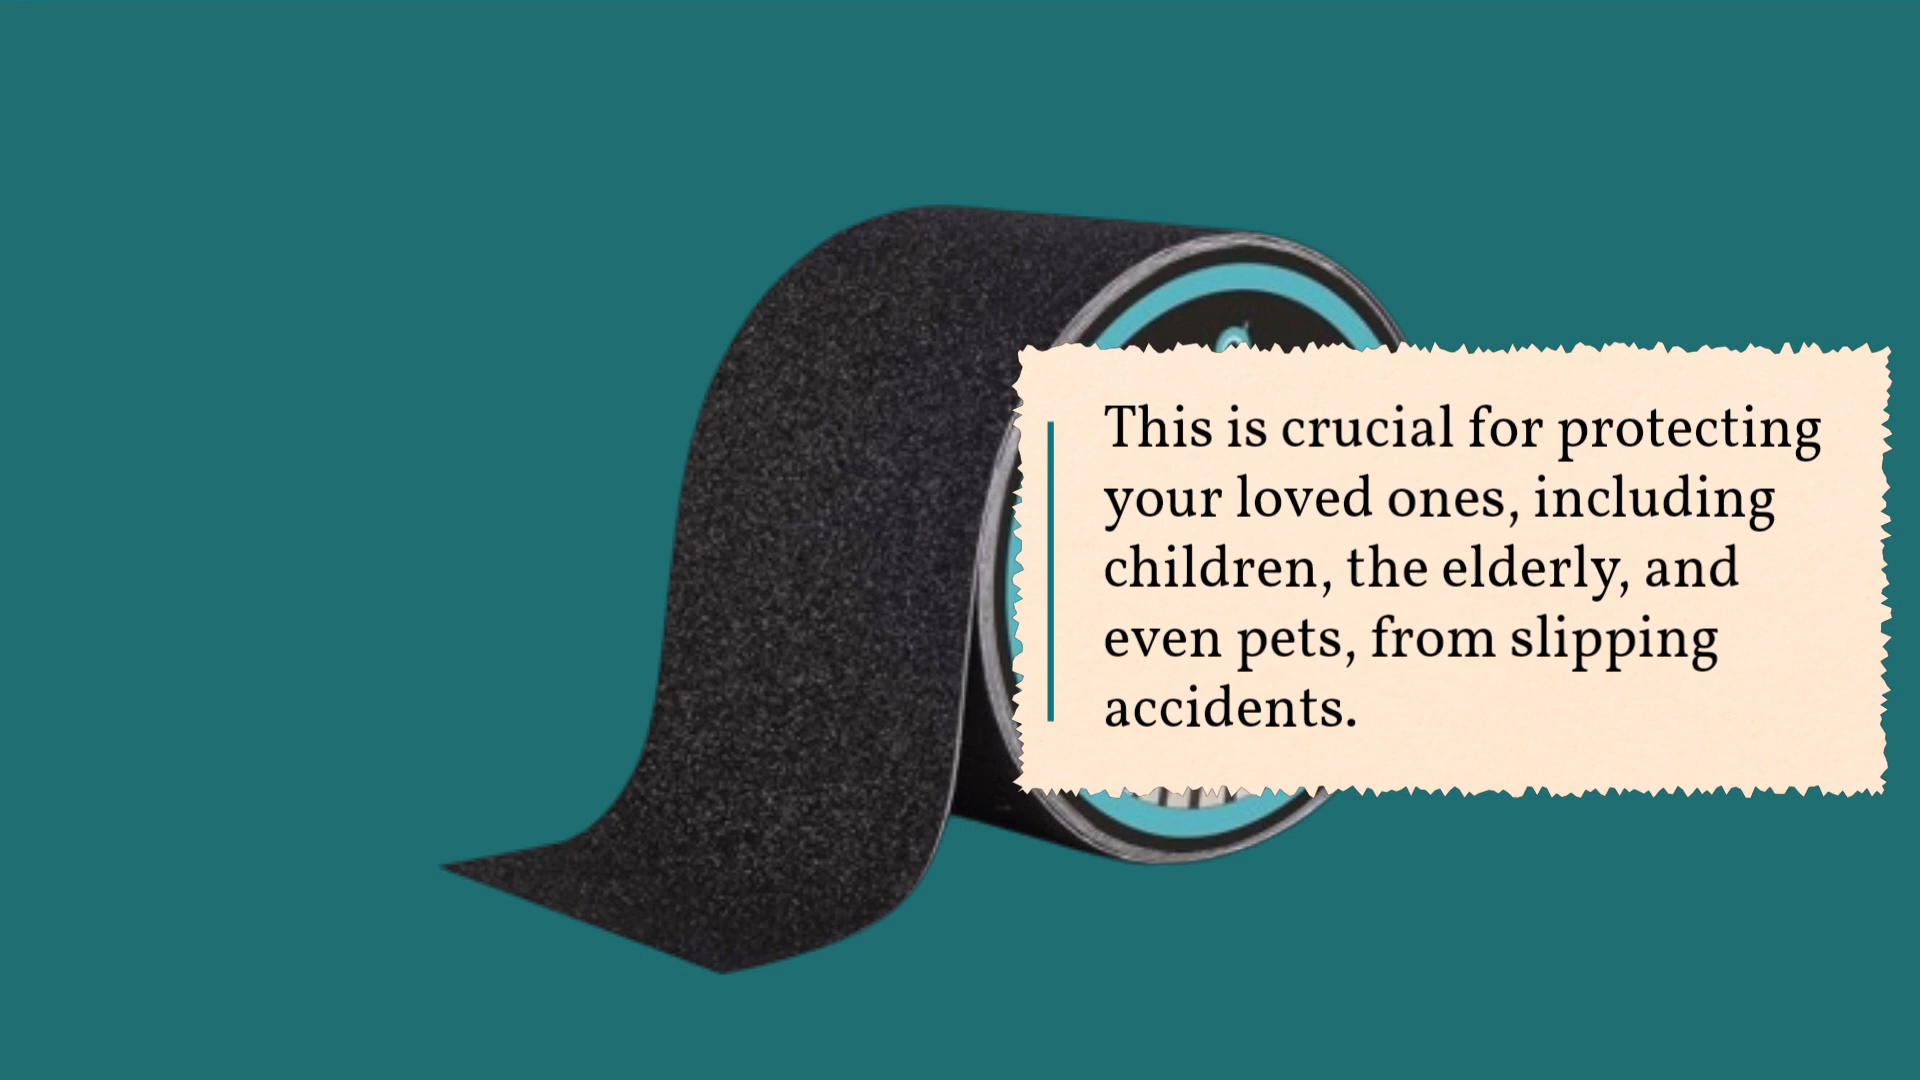 This is crucial for protecting
your loved ones, including
children, the elderly, and
even pets, from slipping
accidents.